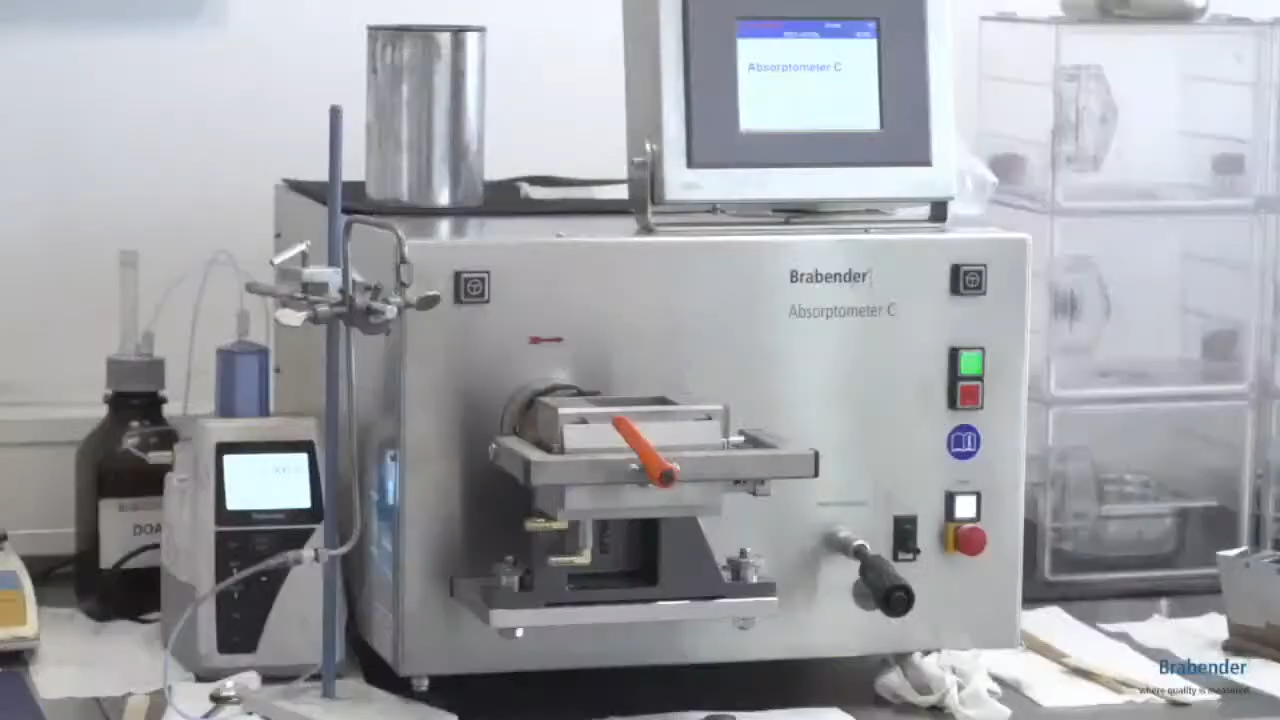 Absorptometer C
Brabender
Absorptometer C
DOA
Brabender
where quality is measured